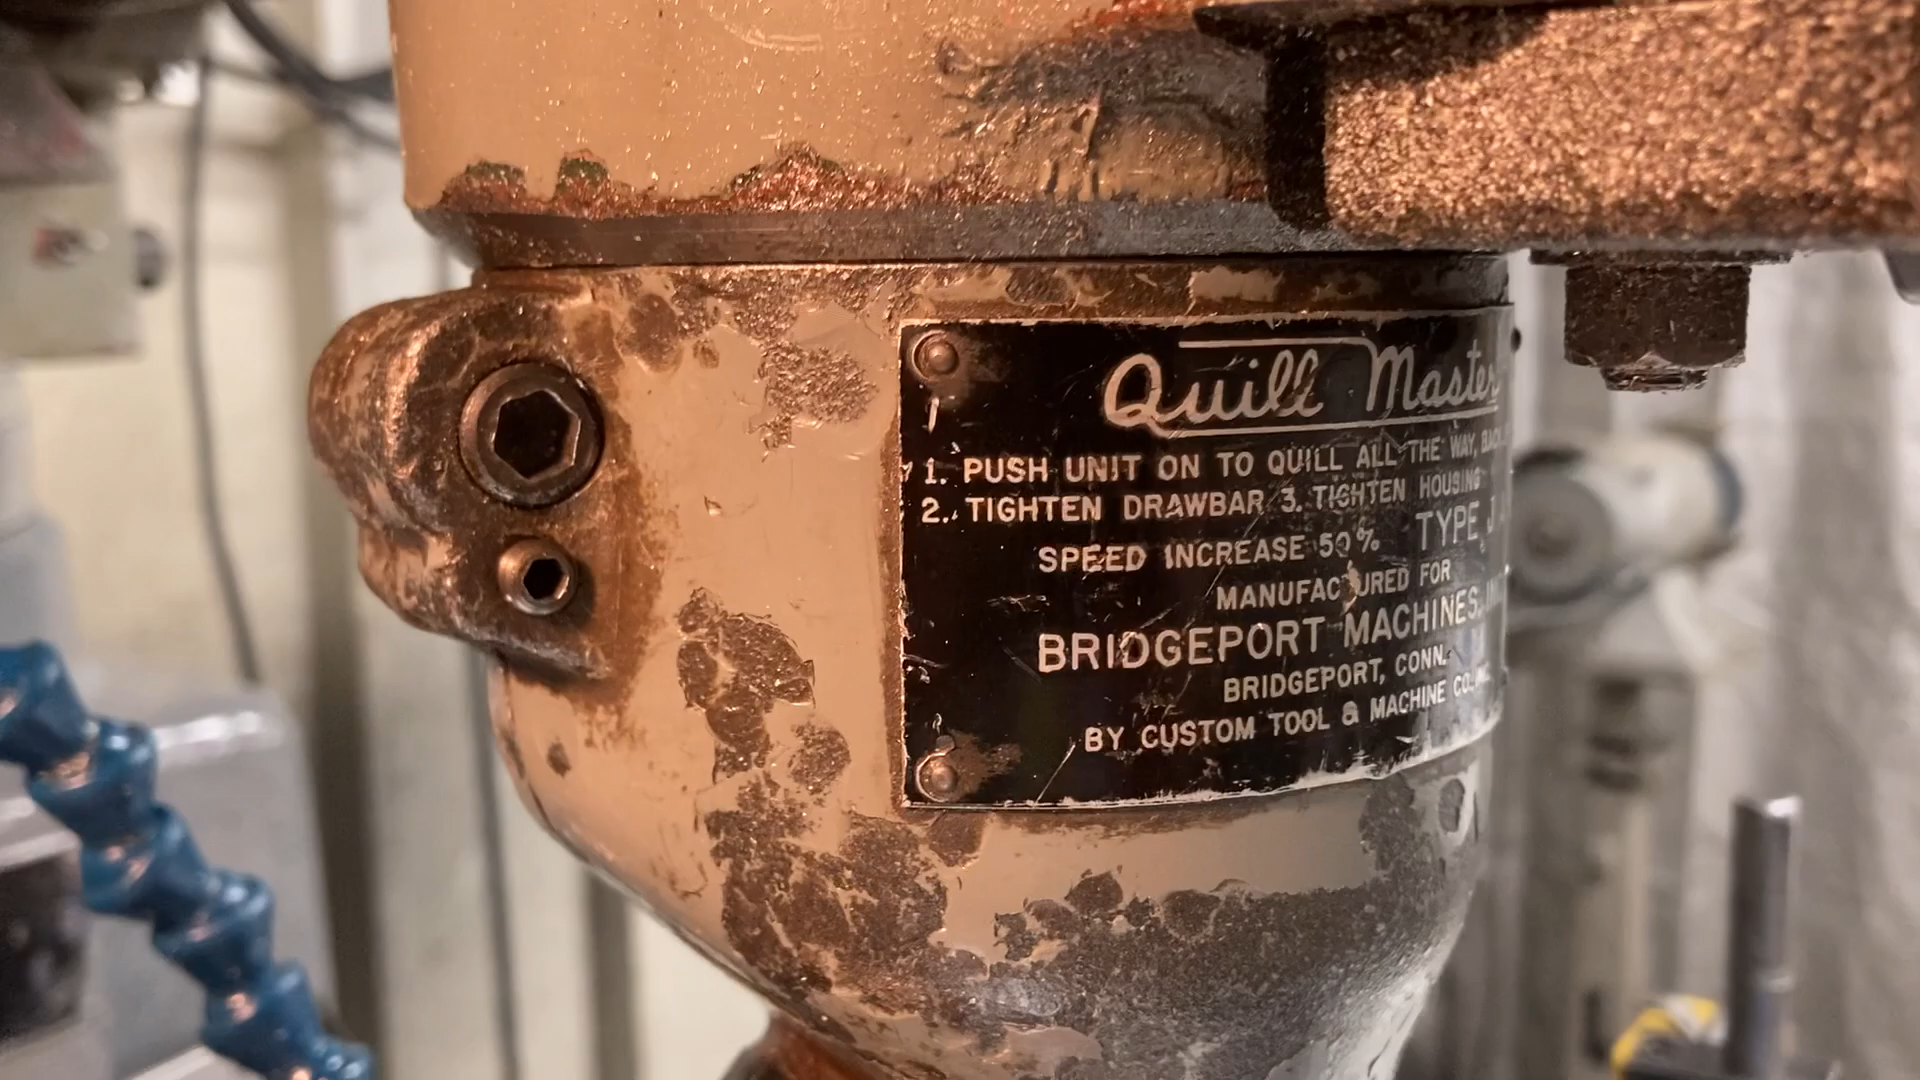 Quill Master
1. PUSH UNIT ON TO QUILL ALL THE WAY,
2. TIGHTEN DRAWBAR 3. TIGHTEN HOUSING
SPEED INCREASE 50% TYPE J
MANUFACTURED FOR
BRIDGEPORT MACHINES,
BRIDGEPORT, CONN.
BY CUSTOM TOOL & MACHINE CO.